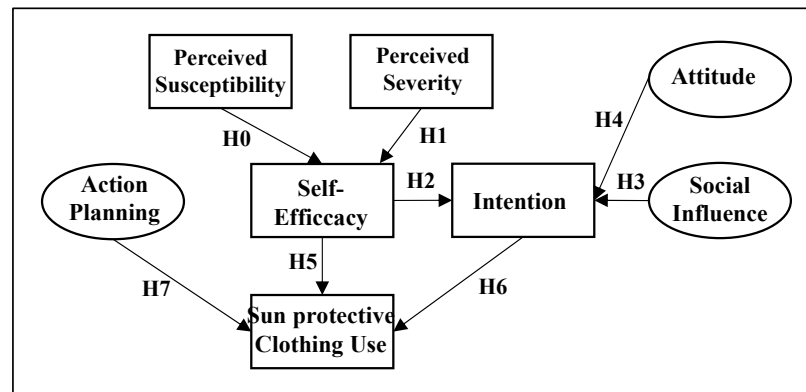 Perceived
Susceptibility
Perceived
Severity
Attitude
H0
H1
H4
Action
Planning
Self-
Efficcacy
H2
Intention
H3
Social
Influence
H5
H7
H6
Sun protective
Clothing Use